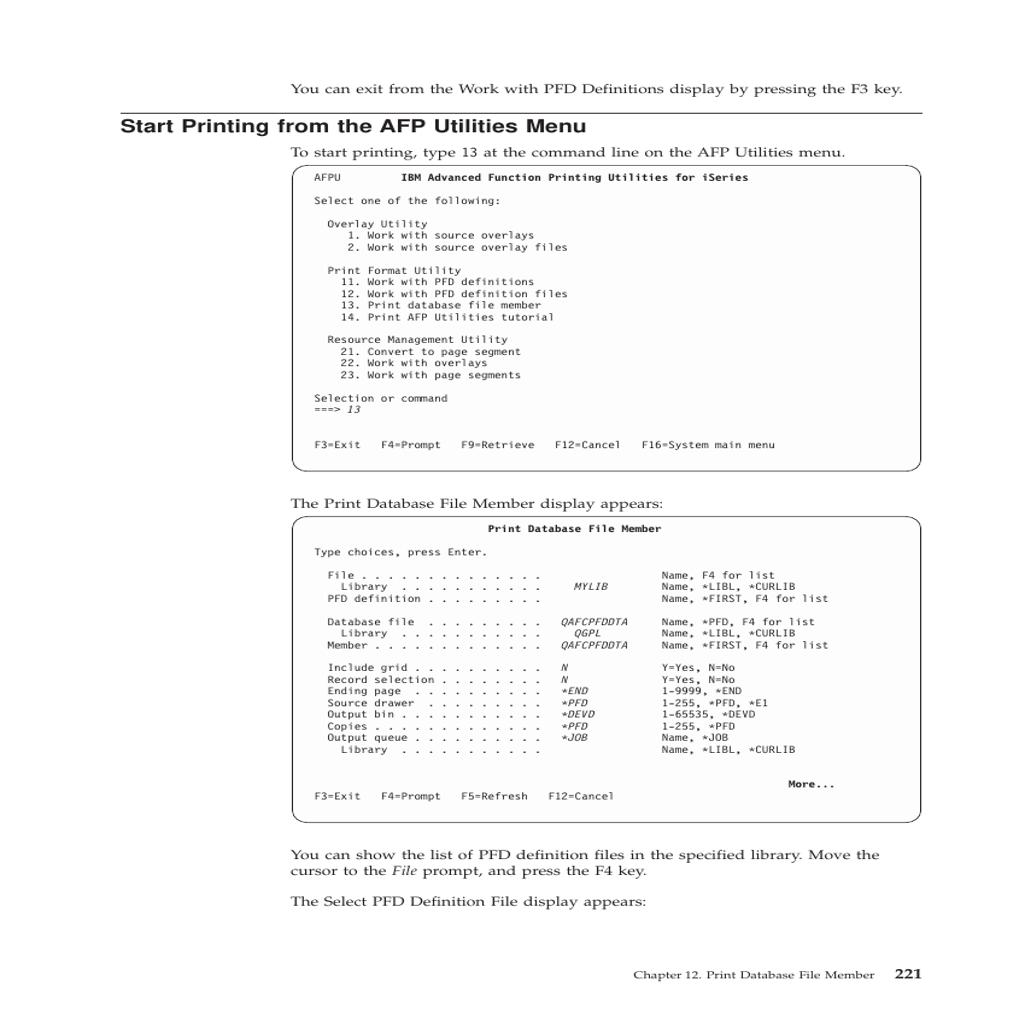 You can exit from the Work with PFD Definitions display by pressing the F3 key.
Start Printing from the AFP Utilities Menu
To start printing, type 13 at the command line on the AFP Utilities menu.
AFPU IBM Advanced Function Printing Utilities for iSeries
Select one of the following:
Overlay Utility
1. Work with source overlays
2. Work with source overlay files
Print Format Utility
11. Work with PFD definitions
12. Work with PFD definition files
13. Print database file member
14. Print AFP Utilities tutorial
Resource Management Utility
21. Convert to page segment
22. Work with overlays
23. Work with page segments
Selection or command
===> 13
F3=Exit F4=Prompt F9=Retrieve F12=Cancel F16=System main menu
The Print Database File Member display appears:
Print Database File Member
Type choices, press Enter.
File . . . . . . . . . . . . . . Name, F4 for list
Library . . . . . . . . . . . MYLIB Name, *LIBL, *CURLIB
PFD definition . . . . . . . . . Name, *FIRST, F4 for list
Database file . . . . . . . . . QAFCPFDDTA Name, *PFD, F4 for list
Library . . . . . . . . . . . QGPL Name, *LIBL, *CURLIB
Member . . . . . . . . . . . . . QAFCPFDDTA Name, *FIRST, F4 for list
Include grid . . . . . . . . . . N Y=Yes, N=No
Record selection . . . . . . . . N Y=Yes, N=No
Ending page . . . . . . . . . . *END 1-9999, *END
Source drawer . . . . . . . . . *PFD 1-255, *PFD, *E1
Output bin . . . . . . . . . . . *DEVD 1-65535, *DEVD
Copies . . . . . . . . . . . . . *PFD 1-255, *PFD
Output queue . . . . . . . . . . *JOB Name, *JOB
Library . . . . . . . . . . . Name, *LIBL, *CURLIB
More...
F3=Exit F4=Prompt F5=Refresh F12=Cancel
You can show the list of PFD definition files in the specified library. Move the
cursor to the File prompt, and press the F4 key.
The Select PFD Definition File display appears:
Chapter 12. Print Database File Member 221